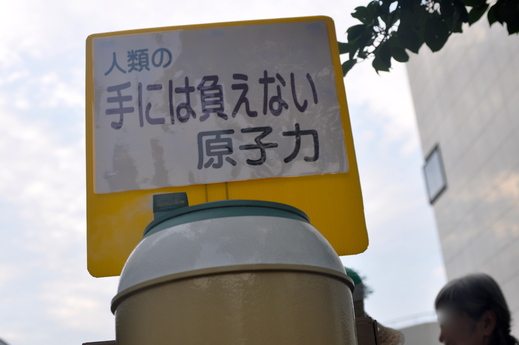 人類の
手には負えない
原子力